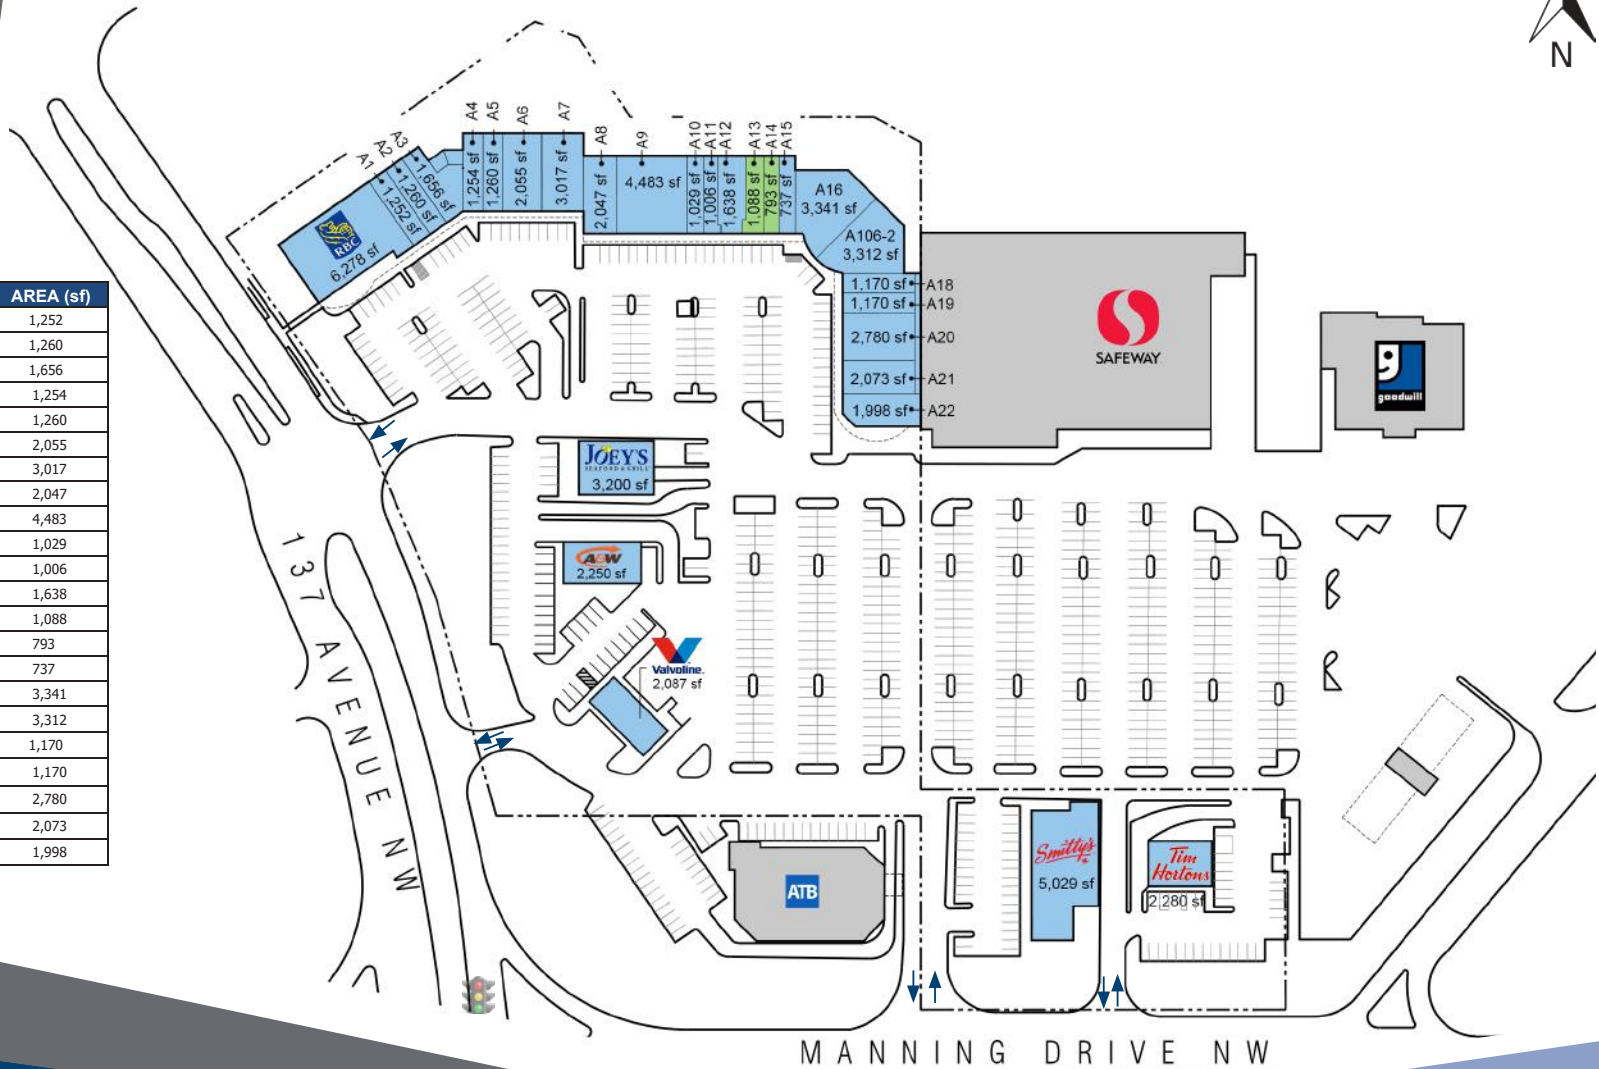 N
AREA (sf)
1,252
1,260
1,656
1,254
1,260
2,055
3,017
2,047
4,483
1,029
1,006
1,638
1,088
793
737
3,341
3,312
1,170
1,170
2,780
2,073
1,998
A1
A2
A3
A4
A5
A6
A7
A8
A9
A10
A11
A12
A13
A14
A15
RBC
6,278 sf
1,252 sf
1,260 sf
1,656 sf
1,254 sf
1,260 sf
2,055 sf
3,017 sf
2,047 sf
4,483 sf
1,029 sf
1,006 sf
1,638 sf
1,088 sf
793 sf
737 sf
A16
3,341 sf
A106-2
3,312 sf
1,170 sf A18
1,170 sf A19
2,780 sf A20
2,073 sf A21
1,998 sf A22
SAFEWAY
g
goodwill
JOEY'S
SEAFOOD & GRILL
3,200 sf
A&W
2,250 sf
Valvoline.
2,087 sf
137 AVENUE NW
ATB
Smitty's
5,029 sf
Tim
Hortons
2,280 sf
MANNING DRIVE NW